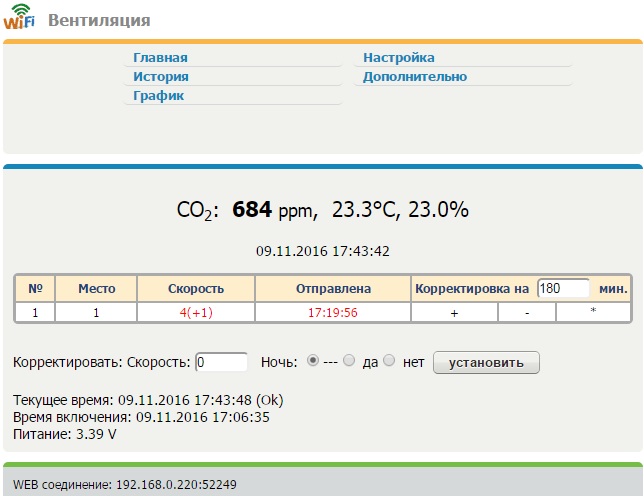 WiFi Вентиляция
Главная Настройка
История Дополнительно
График
CO2: 684 ppm, 23.3°C, 23.0%
09.11.2016 17:43:42
№ Место Скорость Отправлена Корректировка на 180 мин.
1 1 4(+1) 17:19:56 + - *
Корректировать: Скорость: 0 Ночь: --- да нет установить
Текущее время: 09.11.2016 17:43:48 (Ok)
Время включения: 09.11.2016 17:06:35
Питание: 3.39 V
WEB соединение: 192.168.0.220:52249